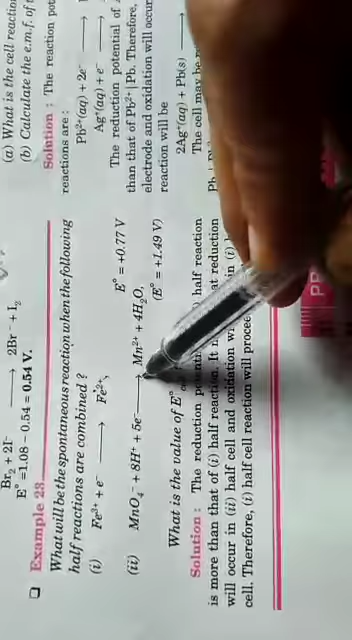 Br₂ + 2I⁻ ⟶ 2Br⁻ + I₂
E° = 1.08 – 0.54 = 0.54 V.
❑ Example 23
What will be the spontaneous reaction when the following
half reactions are combined ?
(i) Fe³⁺ + e⁻ ⟶ Fe²⁺, E° = +0.77 V
(ii) MnO₄⁻ + 8H⁺ + 5e⁻ ⟶ Mn²⁺ + 4H₂O,
(E° = +1.49 V)
What is the value of E°
Solution : The reduction half reaction
is more than that of (i) half reaction. It at reduction
will occur in (ii) half cell and oxidation in (i)
cell. Therefore, (i) half cell reaction will
(a) What is the cell
(b) Calculate the e.m.f. of
Solution : The reaction
reactions are :
Pb²⁺(aq) + 2e⁻ ⟶
Ag⁺(aq) + e⁻ ⟶
The reduction potential of
than that of Pb²⁺ | Pb. Therefore,
electrode and oxidation will occur
reaction will be
2Ag⁺(aq) + Pb(s) ⟶
The cell may be